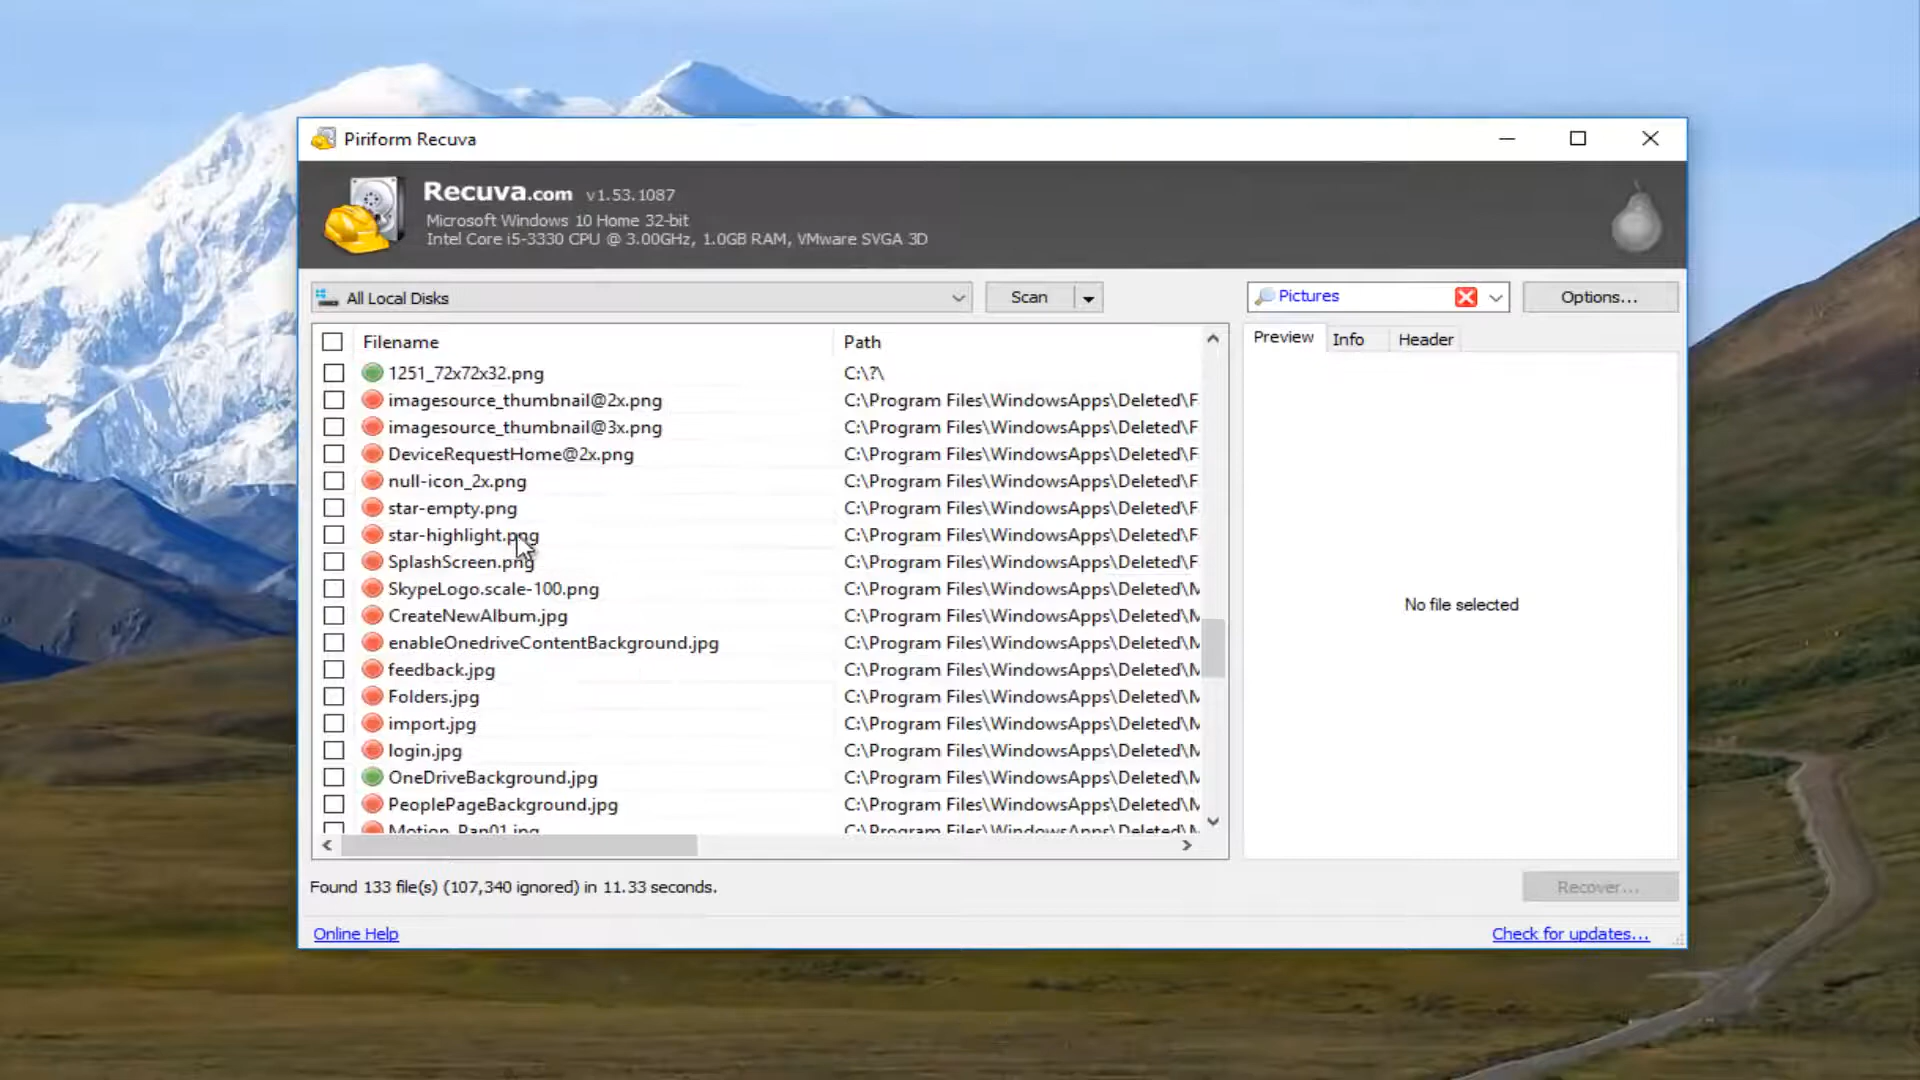 Piriform Recuva
Recuva.com v1.53.1087
Microsoft Windows 10 Home 32-bit
Intel Core i5-3330 CPU @ 3.00GHz, 1.0GB RAM, VMware SVGA 3D
All Local Disks
Scan
Pictures
Options...
Filename Path
Preview Info Header
1251_72x72x32.png C:\?\
imagesource_thumbnail@2x.png C:\Program Files\WindowsApps\Deleted\F
imagesource_thumbnail@3x.png C:\Program Files\WindowsApps\Deleted\F
DeviceRequestHome@2x.png C:\Program Files\WindowsApps\Deleted\F
null-icon_2x.png C:\Program Files\WindowsApps\Deleted\F
star-empty.png C:\Program Files\WindowsApps\Deleted\F
star-highlight.png C:\Program Files\WindowsApps\Deleted\F
SplashScreen.png C:\Program Files\WindowsApps\Deleted\F
SkypeLogo.scale-100.png C:\Program Files\WindowsApps\Deleted\M
CreateNewAlbum.jpg C:\Program Files\WindowsApps\Deleted\M
enableOnedriveContentBackground.jpg C:\Program Files\WindowsApps\Deleted\M
feedback.jpg C:\Program Files\WindowsApps\Deleted\M
Folders.jpg C:\Program Files\WindowsApps\Deleted\M
import.jpg C:\Program Files\WindowsApps\Deleted\M
login.jpg C:\Program Files\WindowsApps\Deleted\M
OneDriveBackground.jpg C:\Program Files\WindowsApps\Deleted\M
PeoplePageBackground.jpg C:\Program Files\WindowsApps\Deleted\M
Motion_Pan01.jpg C:\Program Files\WindowsApps\Deleted\M
No file selected
Found 133 file(s) (107,340 ignored) in 11.33 seconds.
Recover...
Online Help
Check for updates...